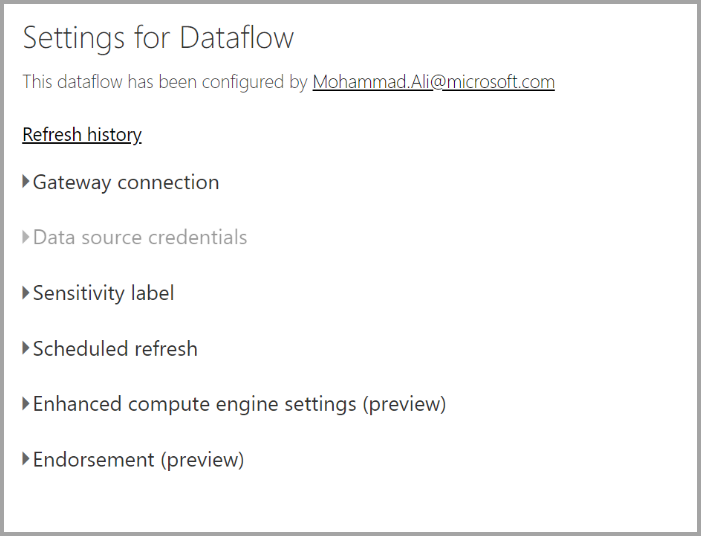 Settings for Dataflow
This dataflow has been configured by Mohammad.Ali@microsoft.com
Refresh history
Gateway connection
Data source credentials
Sensitivity label
Scheduled refresh
Enhanced compute engine settings (preview)
Endorsement (preview)